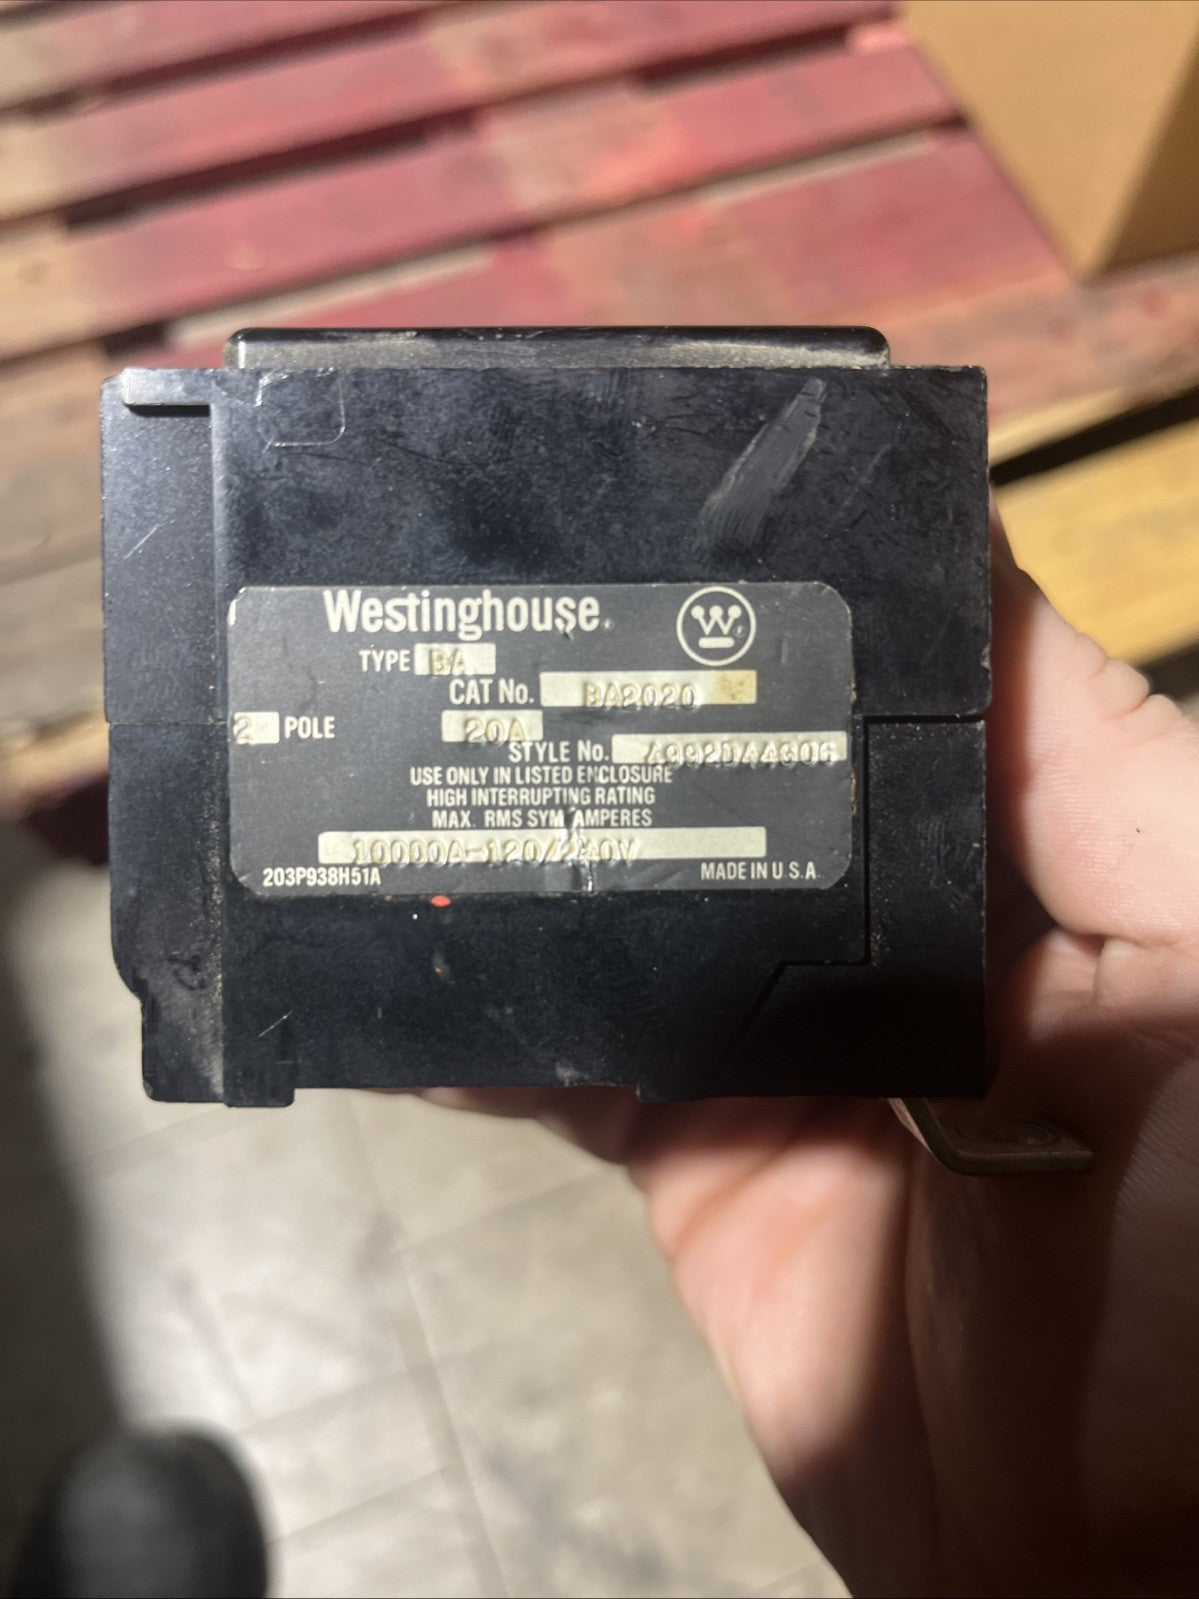 Westinghouse.
W
TYPE BA
CAT No. BA2020
2 POLE 20A
STYLE No. 4992D44G06
USE ONLY IN LISTED ENCLOSURE
HIGH INTERRUPTING RATING
MAX. RMS SYM AMPERES
10000A-120/240V
203P938H51A MADE IN U.S.A.